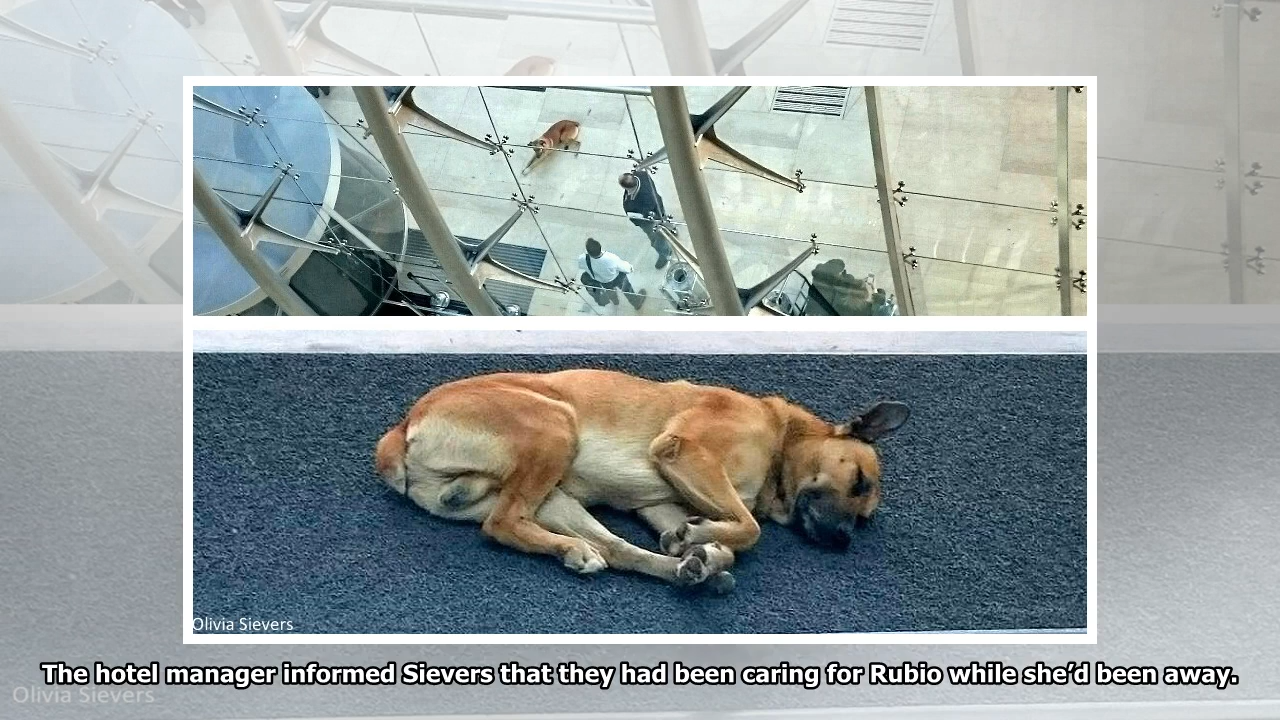 Olivia Sievers
The hotel manager informed Sievers that they had been caring for Rubio while she’d been away.
Olivia Sievers